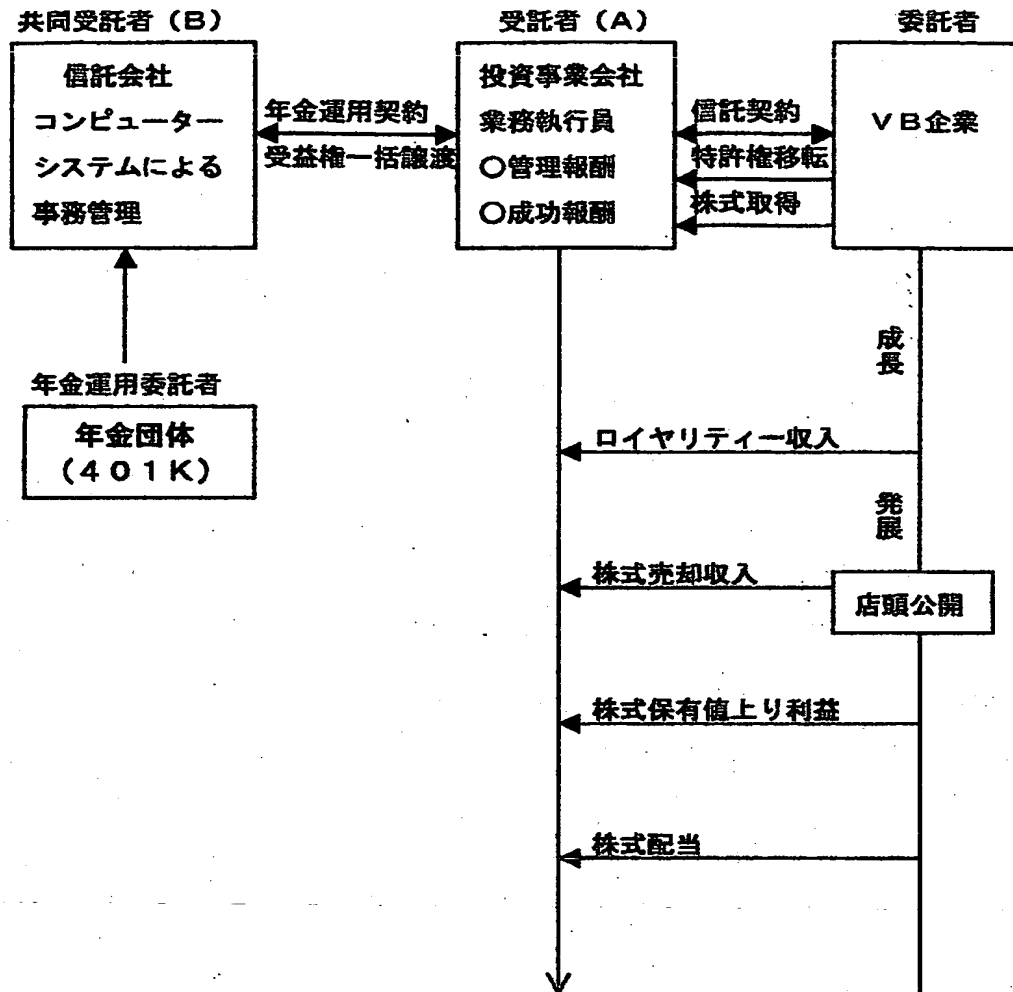 共同受託者（B）
信託会社
コンピューター
システムによる
事務管理
年金運用契約
受益権一括譲渡
受託者（A）
投資事業会社
業務執行員
○管理報酬
○成功報酬
信託契約
特許権移転
株式取得
委託者
ＶＢ企業
年金運用委託者
年金団体
（４０１Ｋ）
成長
ロイヤリティー収入
発展
株式売却収入
店頭公開
株式保有値上り利益
株式配当